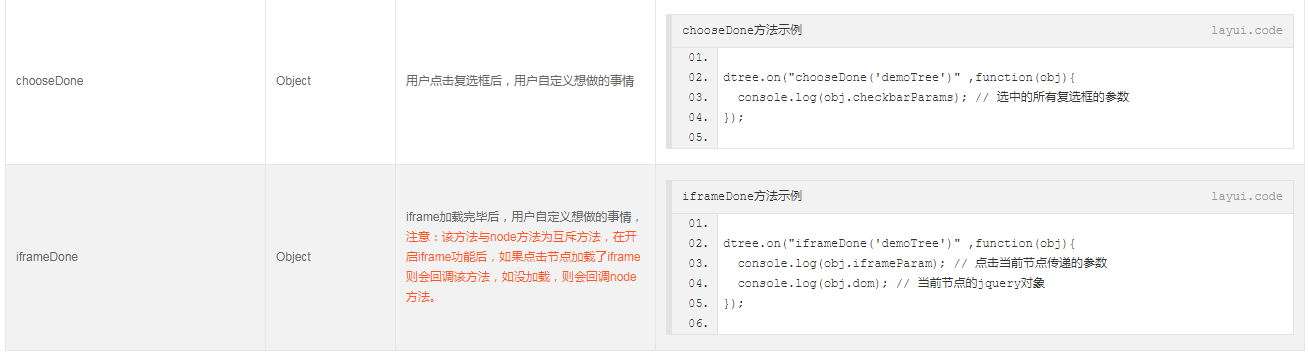 chooseDone
Object
用户点击复选框后，用户自定义想做的事情
chooseDone方法示例
layui.code
01.
02. dtree.on("chooseDone('demoTree')" ,function(obj){
03.   console.log(obj.checkbarParams); // 选中的所有复选框的参数
04. });
05.
iframeDone
Object
iframe加载完毕后，用户自定义想做的事情，
注意：该方法与node方法为互斥方法，在开
启iframe功能后，如果点击节点加载了iframe
则会回调该方法，如没加载，则会回调node
方法。
iframeDone方法示例
layui.code
01.
02. dtree.on("iframeDone('demoTree')" ,function(obj){
03.   console.log(obj.iframeParam); // 点击当前节点传递的参数
04.   console.log(obj.dom); // 当前节点的jquery对象
05. });
06.